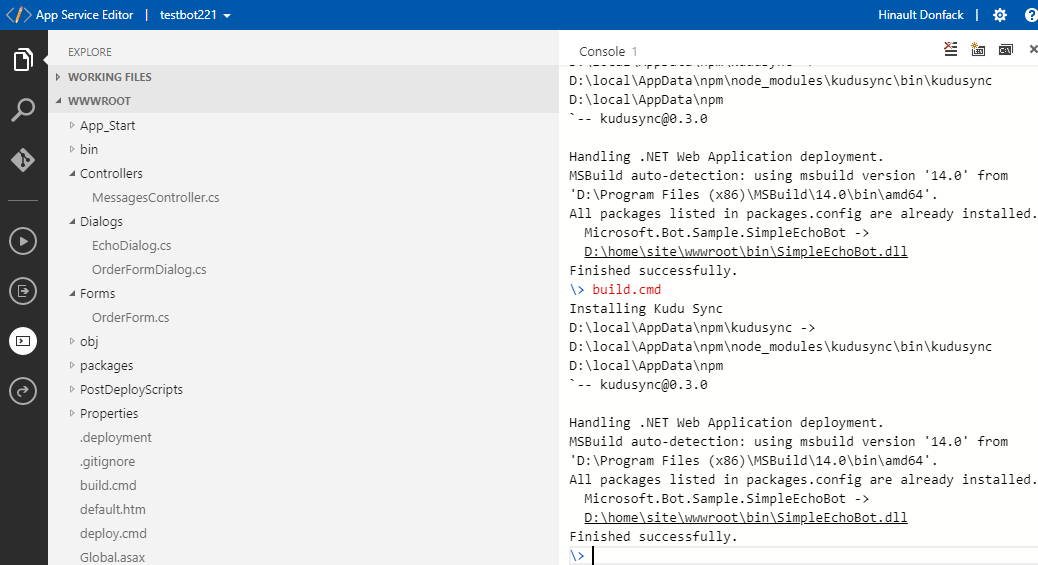 App Service Editor | testbot221
Hinault Donfack |
EXPLORE
WORKING FILES
WWWROOT
App_Start
bin
Controllers
MessagesController.cs
Dialogs
EchoDialog.cs
OrderFormDialog.cs
Forms
OrderForm.cs
obj
packages
PostDeployScripts
Properties
.deployment
.gitignore
build.cmd
default.htm
deploy.cmd
Global.asax
Console 1
D:\local\AppData\npm\node_modules\kudusync\bin\kudusync
D:\local\AppData\npm
`-- kudusync@0.3.0
Handling .NET Web Application deployment.
MSBuild auto-detection: using msbuild version '14.0' from
'D:\Program Files (x86)\MSBuild\14.0\bin\amd64'.
All packages listed in packages.config are already installed.
Microsoft.Bot.Sample.SimpleEchoBot ->
D:\home\site\wwwroot\bin\SimpleEchoBot.dll
Finished successfully.
\> build.cmd
Installing Kudu Sync
D:\local\AppData\npm\kudusync ->
D:\local\AppData\npm\node_modules\kudusync\bin\kudusync
D:\local\AppData\npm
`-- kudusync@0.3.0
Handling .NET Web Application deployment.
MSBuild auto-detection: using msbuild version '14.0' from
'D:\Program Files (x86)\MSBuild\14.0\bin\amd64'.
All packages listed in packages.config are already installed.
Microsoft.Bot.Sample.SimpleEchoBot ->
D:\home\site\wwwroot\bin\SimpleEchoBot.dll
Finished successfully.
\>